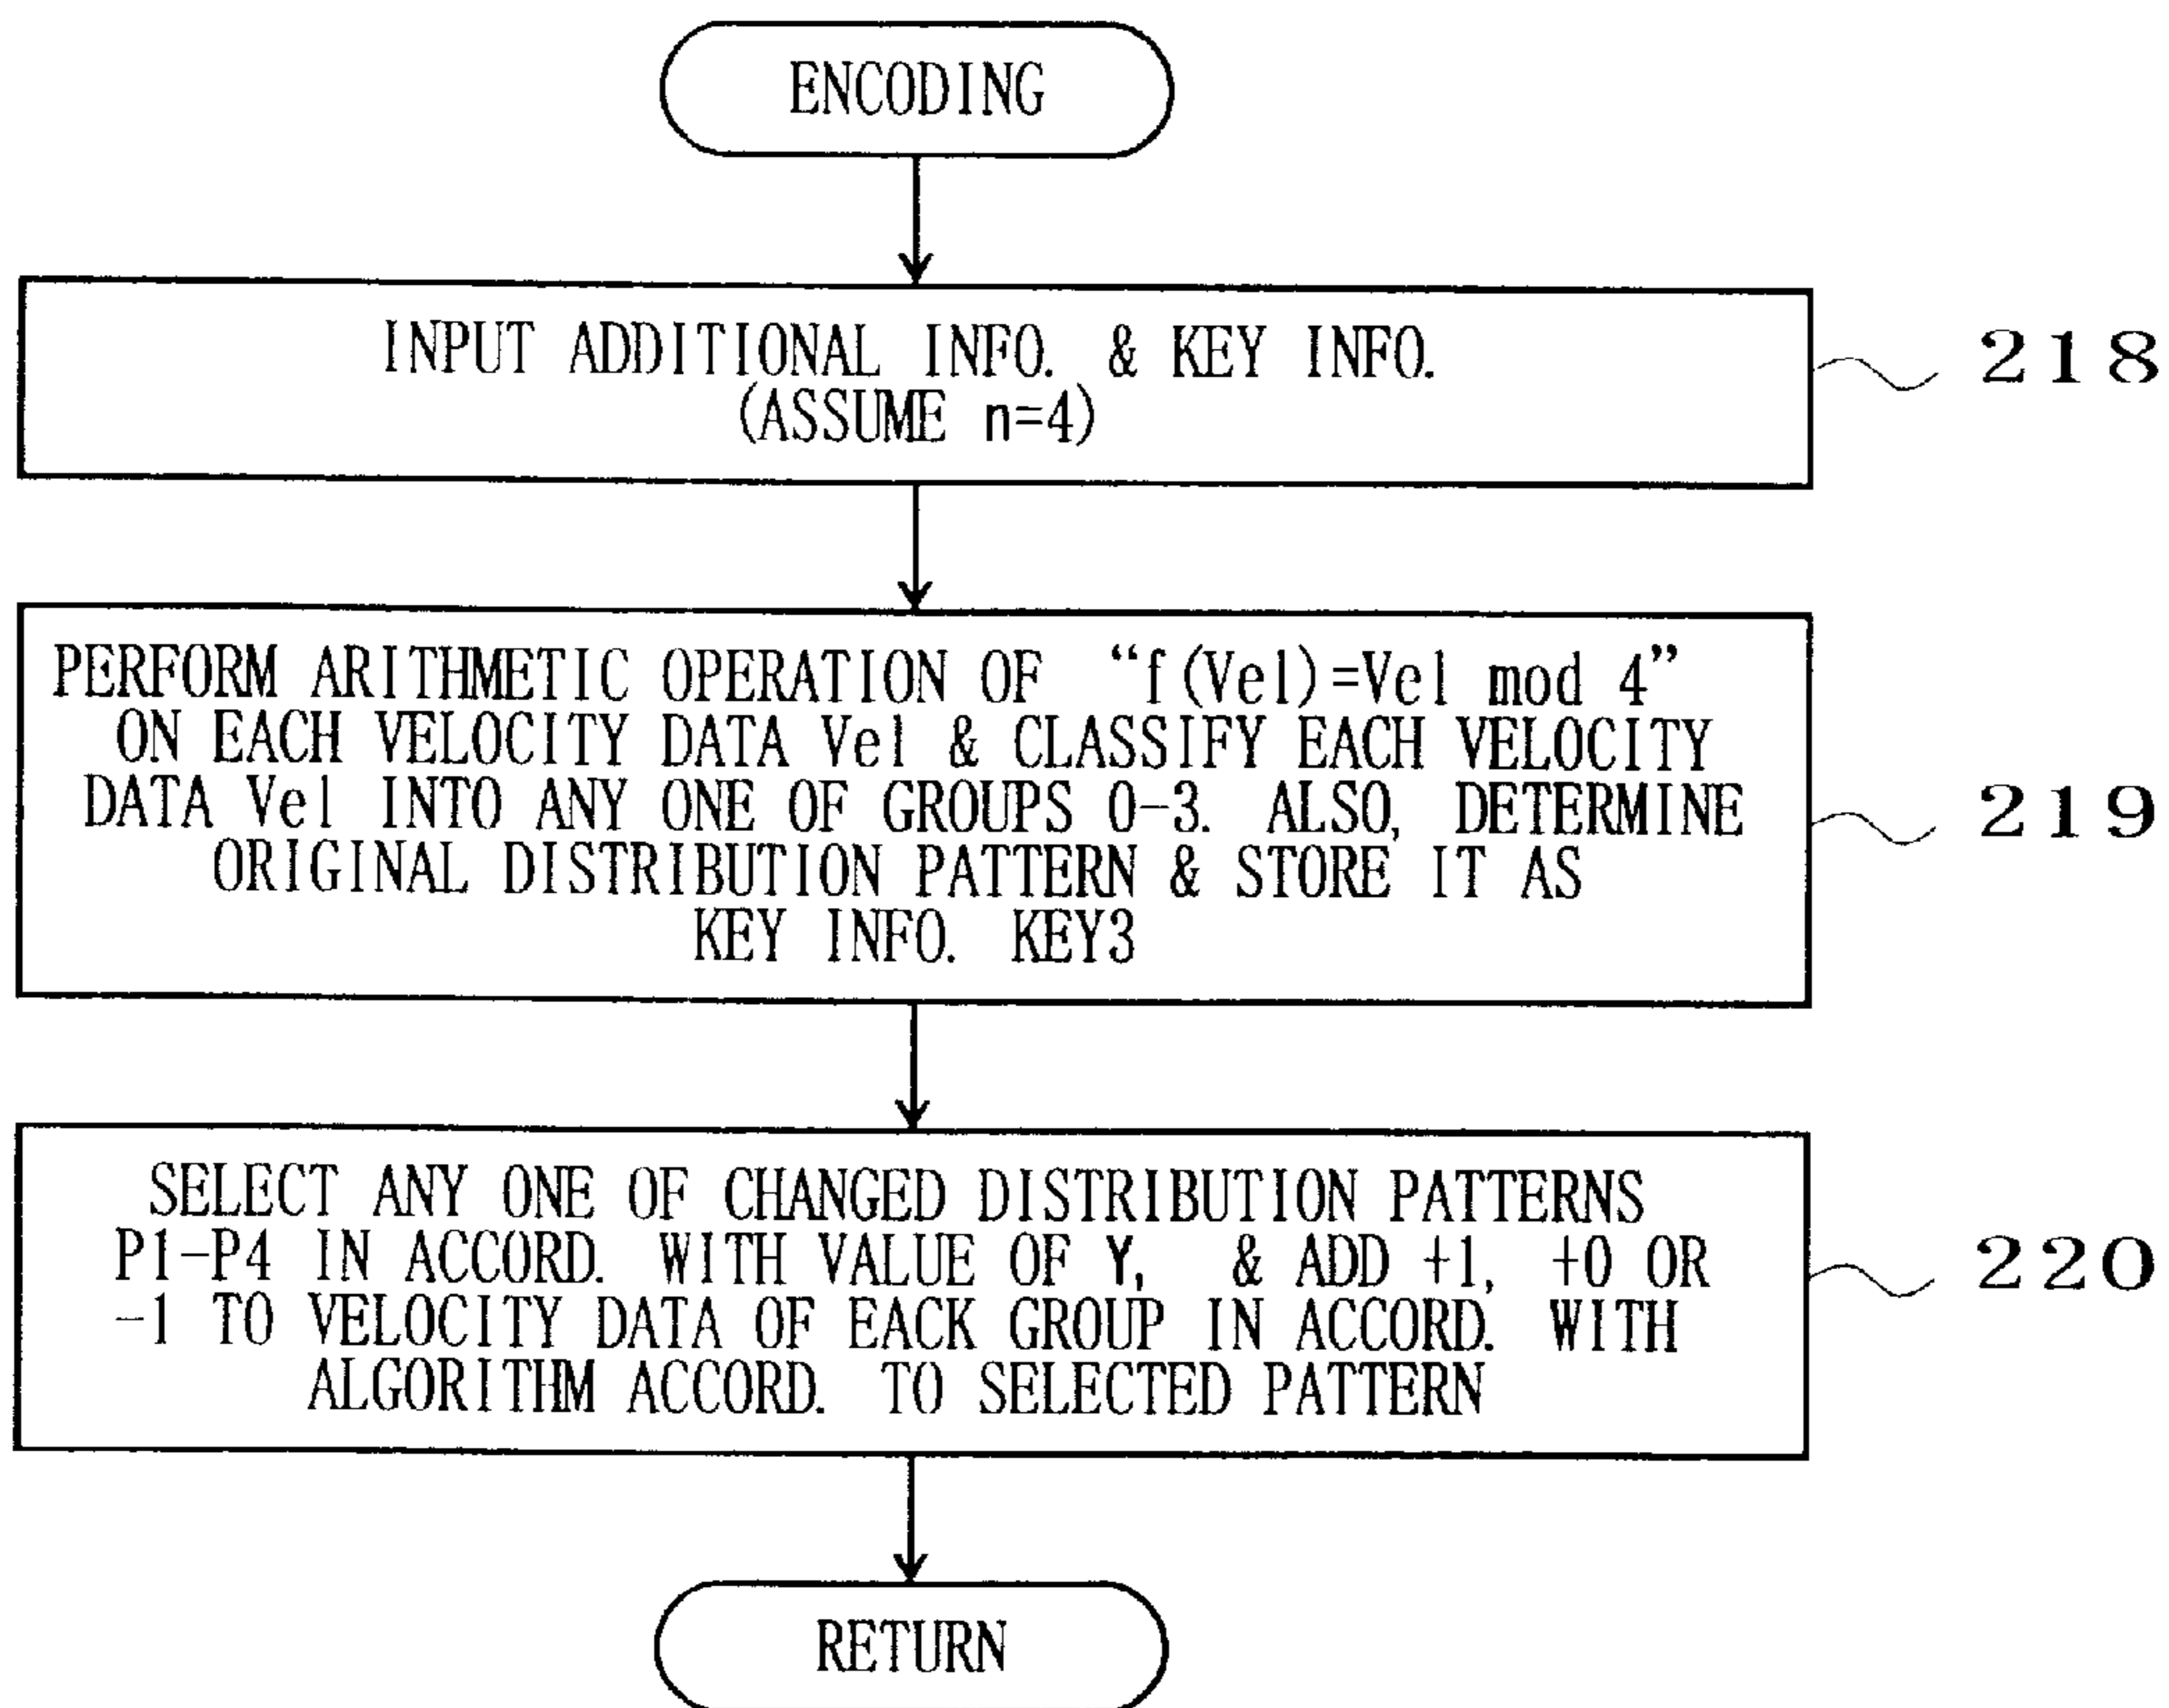 ENCODING
INPUT ADDITIONAL INFO. & KEY INFO.
(ASSUME n=4)
218
PERFORM ARITHMETIC OPERATION OF “f(Vel)=Vel mod 4”
ON EACH VELOCITY DATA Vel & CLASSIFY EACH VELOCITY
DATA Vel INTO ANY ONE OF GROUPS 0-3. ALSO, DETERMINE
ORIGINAL DISTRIBUTION PATTERN & STORE IT AS
KEY INFO. KEY3
219
SELECT ANY ONE OF CHANGED DISTRIBUTION PATTERNS
P1-P4 IN ACCORD. WITH VALUE OF Y, & ADD +1, +0 OR
-1 TO VELOCITY DATA OF EACK GROUP IN ACCORD. WITH
ALGORITHM ACCORD. TO SELECTED PATTERN
220
RETURN